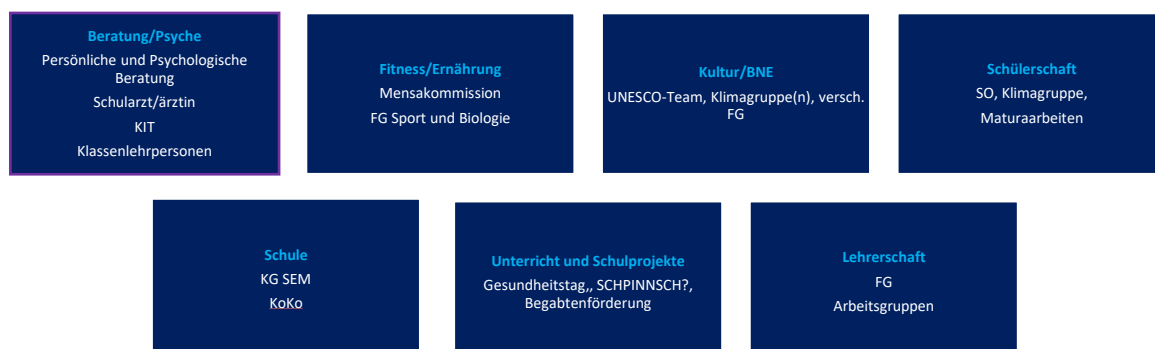 Beratung/Psyche
Persönliche und Psychologische
Beratung
Schularzt/ärztin
KIT
Klassenlehrpersonen
Fitness/Ernährung
Mensakommission
FG Sport und Biologie
Kultur/BNE
UNESCO-Team, Klimagruppe(n), versch.
FG
Schülerschaft
SO, Klimagruppe,
Maturaarbeiten
Schule
KG SEM
KoKo
Unterricht und Schulprojekte
Gesundheitstag,, SCHPINNSCH?,
Begabtenförderung
Lehrerschaft
FG
Arbeitsgruppen